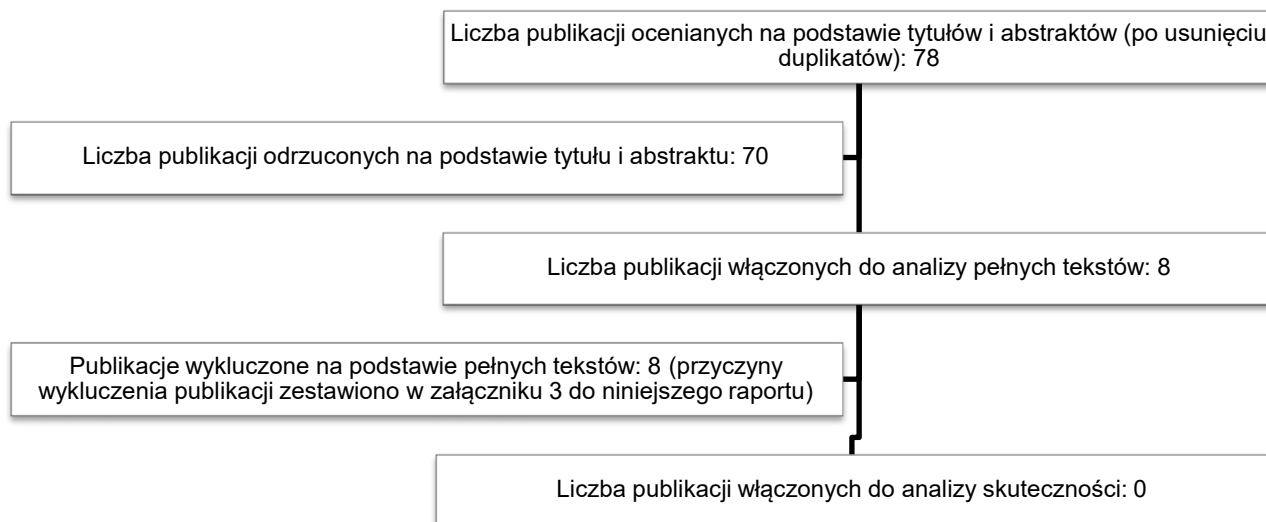 Liczba publikacji ocenianych na podstawie tytułów i abstraktów (po usunięciu
duplikatów): 78
Liczba publikacji odrzuconych na podstawie tytułu i abstraktu: 70
Liczba publikacji włączonych do analizy pełnych tekstów: 8
Publikacje wykluczone na podstawie pełnych tekstów: 8 (przyczyny
wykluczenia publikacji zestawiono w załączniku 3 do niniejszego raportu)
Liczba publikacji włączonych do analizy skuteczności: 0